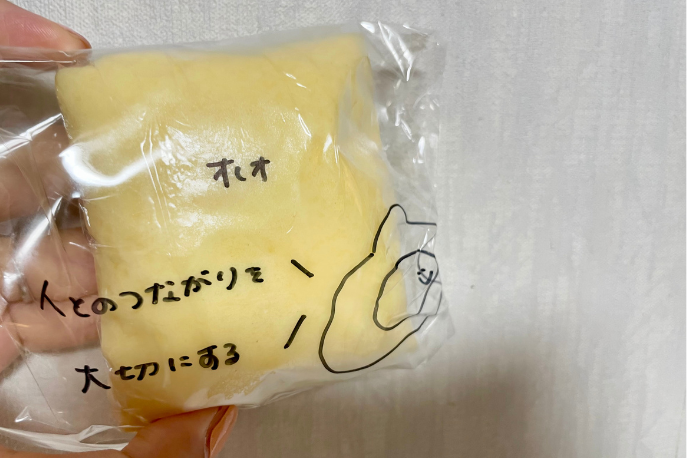 オレオ
人とのつながりを
大切にする